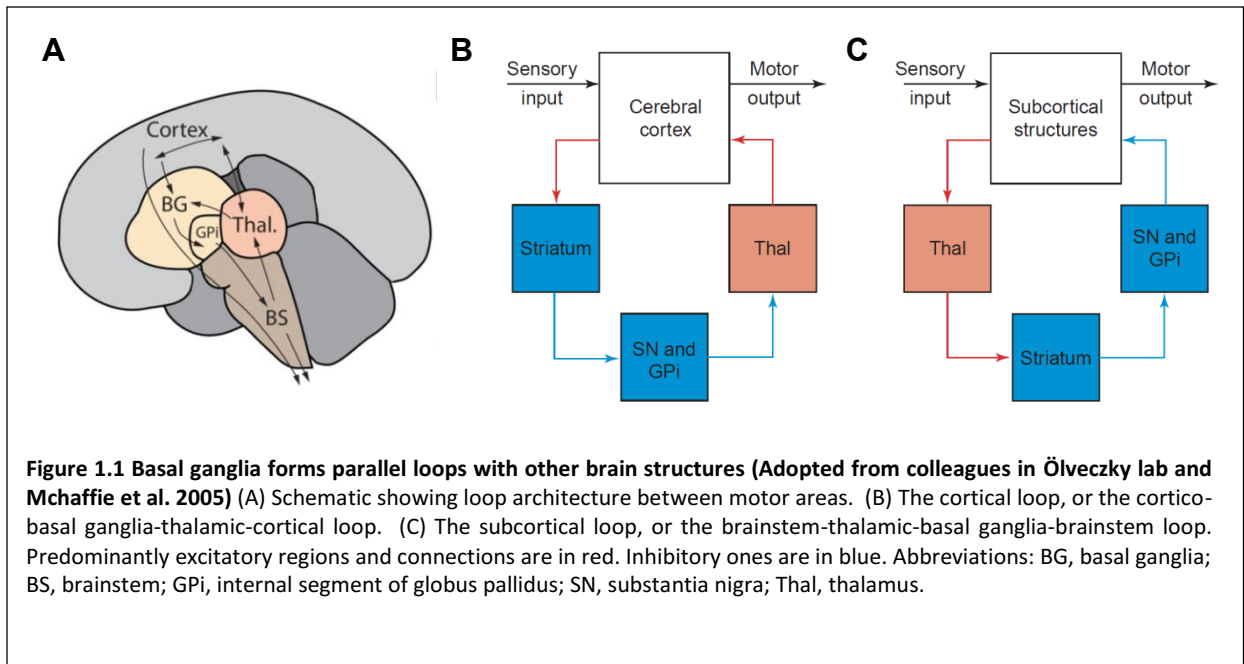 A
Cortex
BG
GPi
Thal.
BS
B
Sensory
input
Cerebral
cortex
Motor
output
Striatum
Thal
SN and
GPi
C
Sensory
input
Subcortical
structures
Motor
output
Thal
SN and
GPi
Striatum
Figure 1.1 Basal ganglia forms parallel loops with other brain structures (Adopted from colleagues in Ölveczky lab and
Mchaffie et al. 2005) (A) Schematic showing loop architecture between motor areas. (B) The cortical loop, or the cortico-
basal ganglia-thalamic-cortical loop. (C) The subcortical loop, or the brainstem-thalamic-basal ganglia-brainstem loop.
Predominantly excitatory regions and connections are in red. Inhibitory ones are in blue. Abbreviations: BG, basal ganglia;
BS, brainstem; GPi, internal segment of globus pallidus; SN, substantia nigra; Thal, thalamus.